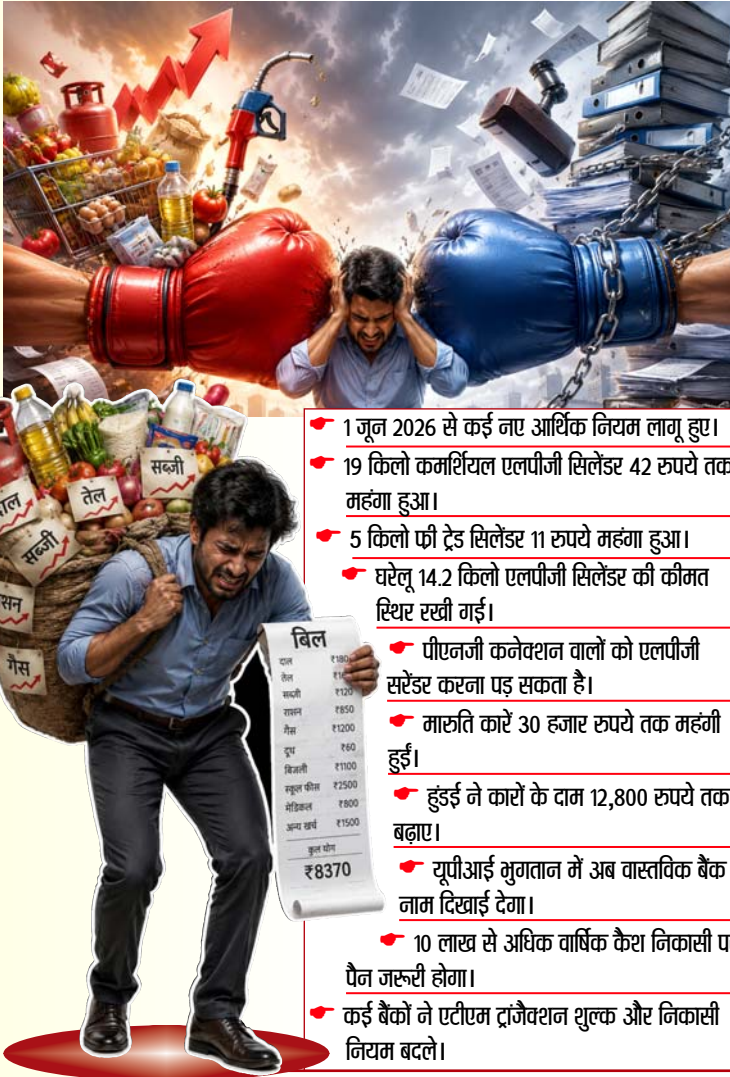 1 जून 2026 से कई नए आर्थिक नियम लागू हुए।
19 किलो कमर्शियल एलपीजी सिलेंडर 42 रुपये तक
महंगा हुआ।
5 किलो फ्री ट्रेड सिलेंडर 11 रुपये महंगा हुआ।
घरेलू 14.2 किलो एलपीजी सिलेंडर की कीमत
स्थिर रखी गई।
पीएनजी कनेक्शन वालों को एलपीजी
सरेंडर करना पड़ सकता है।
मारुति कारें 30 हजार रुपये तक महंगी
हुईं।
हुंडई ने कारों के दाम 12,800 रुपये तक
बढ़ाए।
यूपीआई भुगतान में अब वास्तविक बैंक
नाम दिखाई देगा।
10 लाख से अधिक वार्षिक कैश निकासी
पैन जरूरी होगा।
कई बैंकों ने एटीएम ट्रांजैक्शन शुल्क और निकासी
नियम बदले।
तेल
सब्ज़ी
सब्ज़ी
गैस
बिल
दाल ₹180
तेल
सब्ज़ी ₹120
राशन ₹850
गैस ₹1200
दूध ₹60
बिजली ₹1100
स्कूल फीस ₹2500
मेडिकल ₹800
अन्य खर्च ₹1500
कुल योग
₹8370